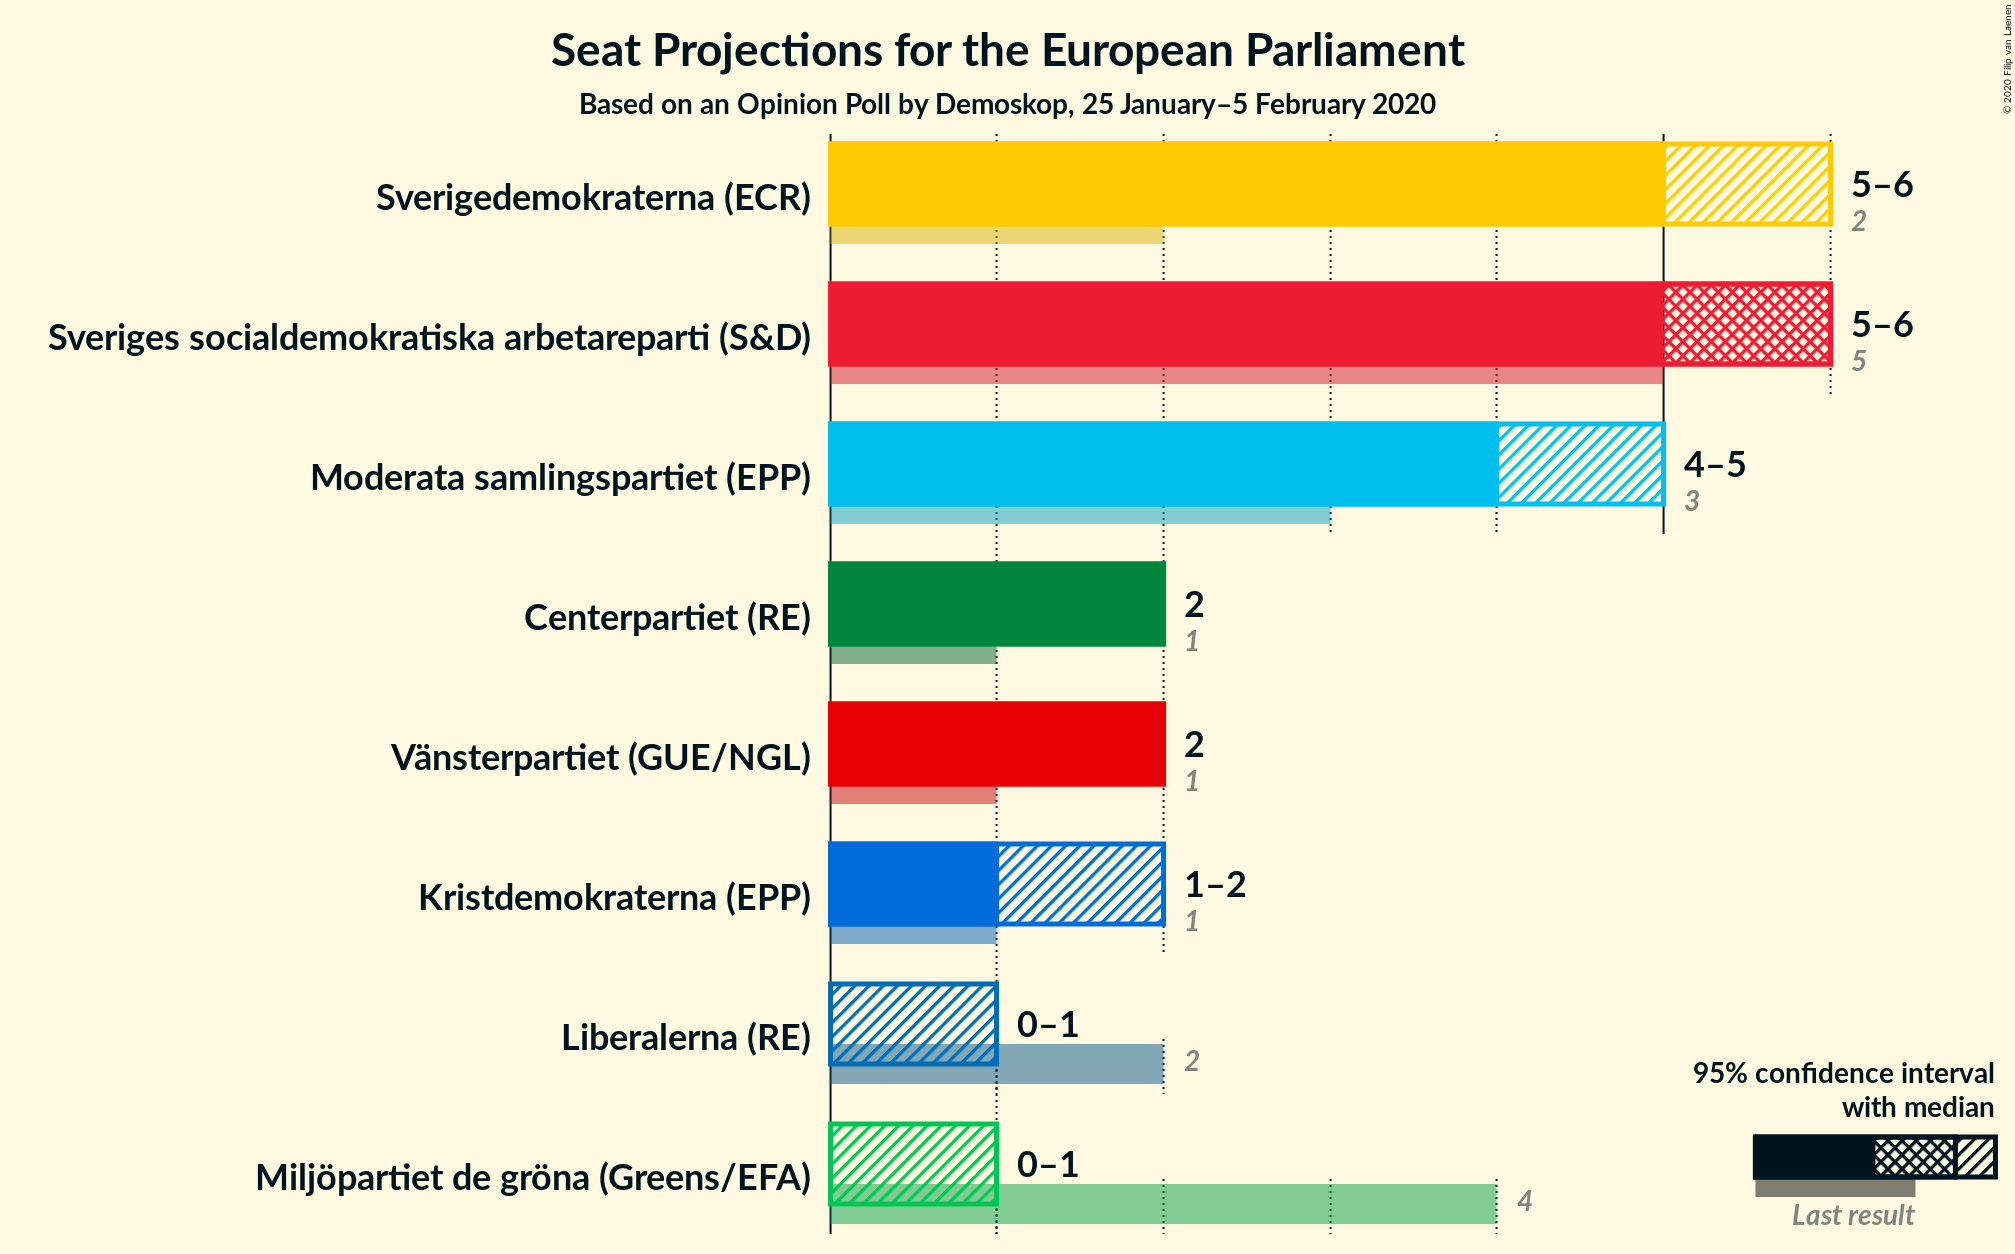 Seat Projections for the European Parliament
Based on an Opinion Poll by Demoskop, 25 January–5 February 2020
© 2020 Filip van Laenen
Sverigedemokraterna (ECR)
5–6
2
Sveriges socialdemokratiska arbetareparti (S&D)
5–6
5
Moderata samlingspartiet (EPP)
4–5
3
Centerpartiet (RE)
2
1
Vänsterpartiet (GUE/NGL)
2
1
Kristdemokraterna (EPP)
1–2
1
Liberalerna (RE)
0–1
2
Miljöpartiet de gröna (Greens/EFA)
0–1
4
95% confidence interval
with median
Last result